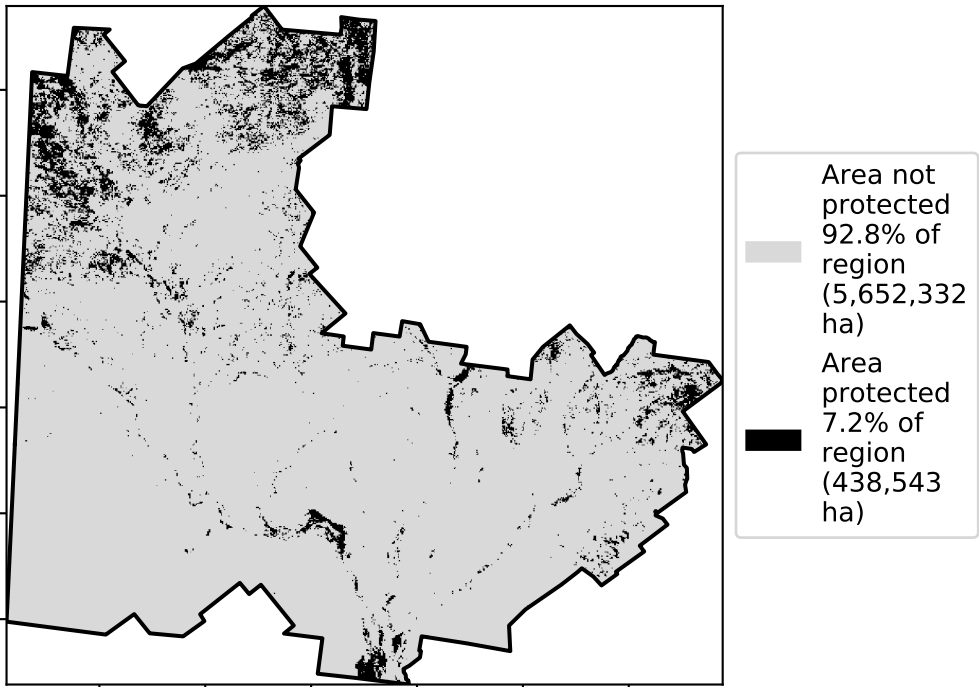 Area not
protected
92.8% of
region
(5,652,332
ha)
Area
protected
7.2% of
region
(438,543
ha)